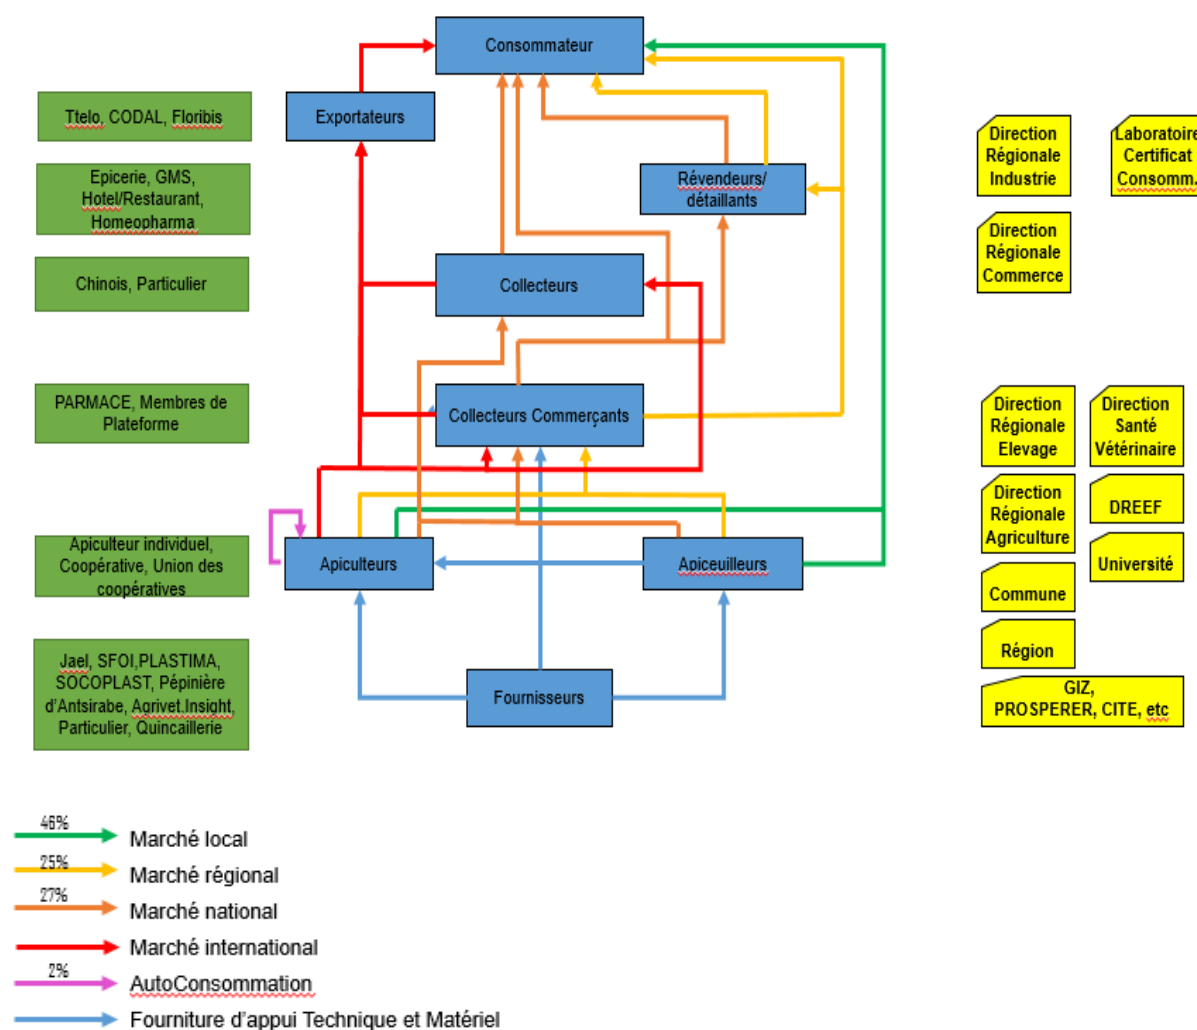 Consommateur
Ttelo, CODAL, Floribis
Exportateurs
Epicerie, GMS,
Hotel/Restaurant,
Homeopharma
Révendeurs/
détaillants
Chinois, Particulier
Collecteurs
PARMACE, Membres de
Plateforme
Collecteurs Commerçants
Apiculteur individuel,
Coopérative, Union des
coopératives
Apiculteurs
Apiceuilleurs
Jael, SFOI,PLASTIMA,
SOCOPLAST, Pépinière
d'Antsirabe, Agrivet.Insight,
Particulier, Quincaillerie
Fournisseurs
Direction
Régionale
Industrie
Laboratoire
Certificat
Consomm.
Direction
Régionale
Commerce
Direction
Régionale
Elevage
Direction
Santé
Vétérinaire
Direction
Régionale
Agriculture
DREEF
Université
Commune
Région
GIZ,
PROSPERER, CITE, etc
46%
Marché local
25%
Marché régional
27%
Marché national
Marché international
2%
AutoConsommation
Fourniture d'appui Technique et Matériel